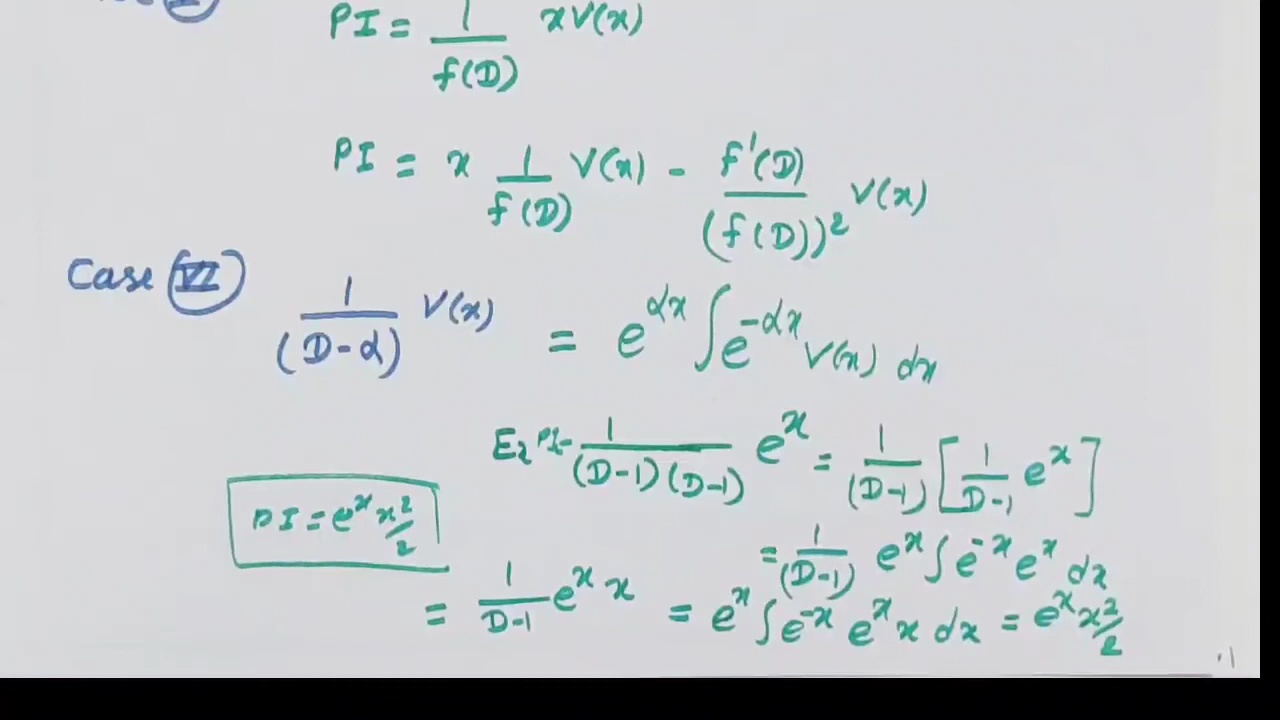 PI = 1/f(D) xV(x)
PI = x 1/f(D) V(x) - f'(D)/(f(D))² V(x)
Case VI
1/(D-α) V(x) = e^αx ∫e^-αx V(x) dx
Ex PI = 1/(D-1)(D-1) e^x = 1/(D-1) [1/D-1 e^x]
= 1/(D-1) e^x ∫e^-x e^x dx
PI = e^x x²/2
= 1/D-1 e^x x = e^x ∫e^-x e^x x dx = e^x x²/2